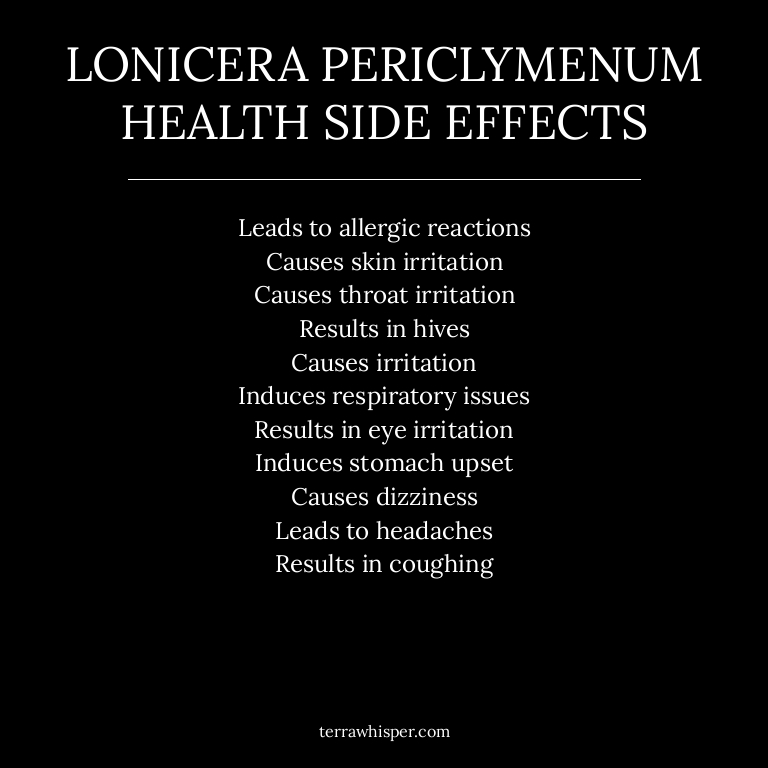 LONICERA PERICLYMENUM
HEALTH SIDE EFFECTS
Leads to allergic reactions
Causes skin irritation
Causes throat irritation
Results in hives
Causes irritation
Induces respiratory issues
Results in eye irritation
Induces stomach upset
Causes dizziness
Leads to headaches
Results in coughing
terrawhisper.com